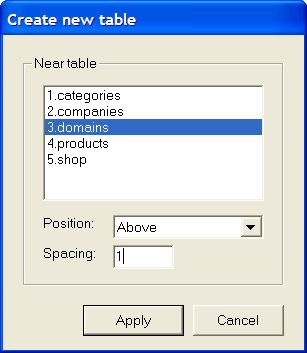 Create new table
Near table
1.categories
2.companies
3.domains
4.products
5.shop
Position: Above
Spacing: 1
Apply Cancel